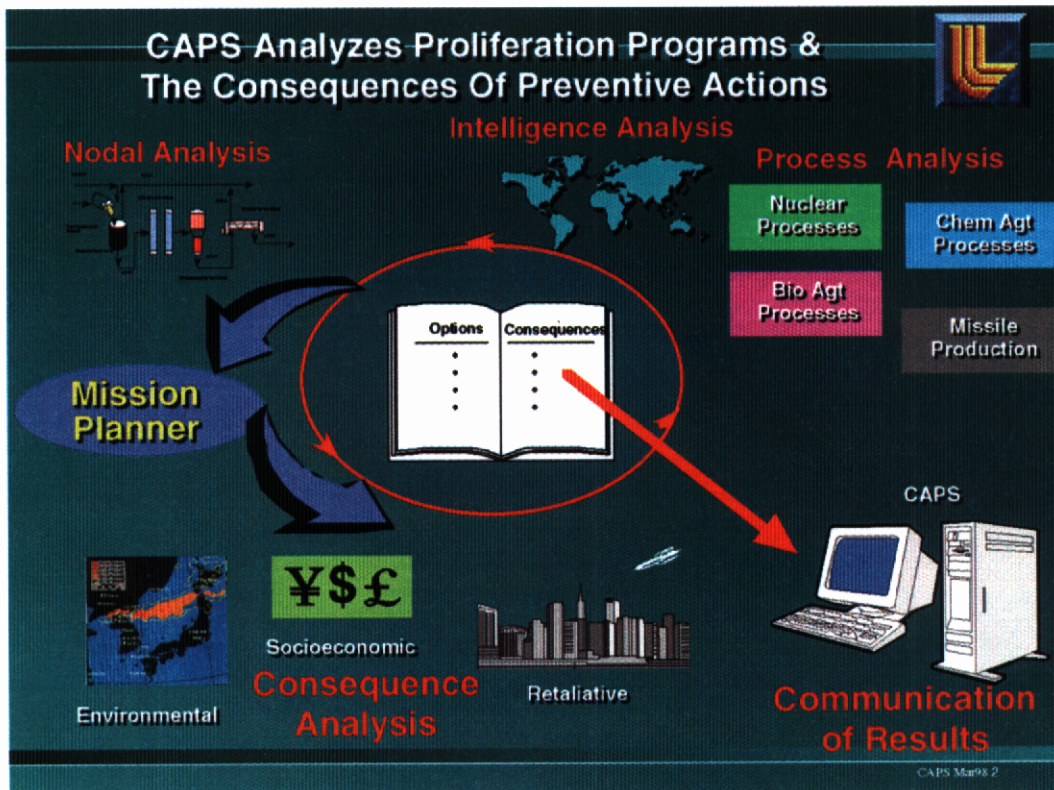 CAPS Analyzes Proliferation Programs &
The Consequences Of Preventive Actions
Nodal Analysis
Intelligence Analysis
Process Analysis
Nuclear
Processes
Chem Agt
Processes
Bio Agt
Processes
Missile
Production
Options
Consequences
Mission
Planner
CAPS
¥$£
Environmental
Socioeconomic
Retaliative
Consequence
Analysis
Communication
of Results
CAPS Mar98 2